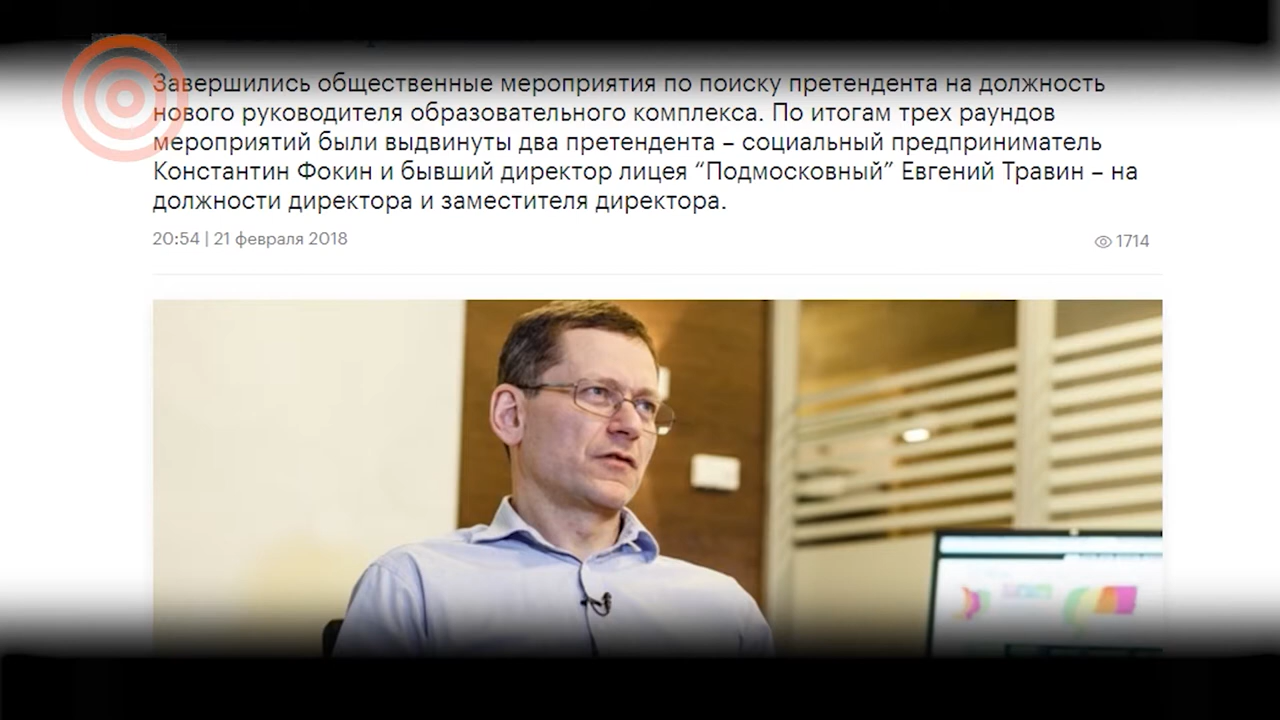 Завершились общественные мероприятия по поиску претендента на должность
нового руководителя образовательного комплекса. По итогам трех раундов
мероприятий были выдвинуты два претендента – социальный предприниматель
Константин Фокин и бывший директор лицея “Подмосковный” Евгений Травин – на
должности директора и заместителя директора.
20:54 | 21 февраля 2018
1714